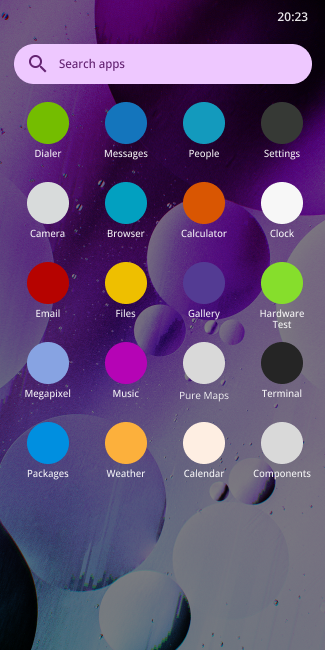 20:23
Search apps
Dialer
Messages
People
Settings
Camera
Browser
Calculator
Clock
Email
Files
Gallery
Hardware
Test
Megapixel
Music
Pure Maps
Terminal
Packages
Weather
Calendar
Components